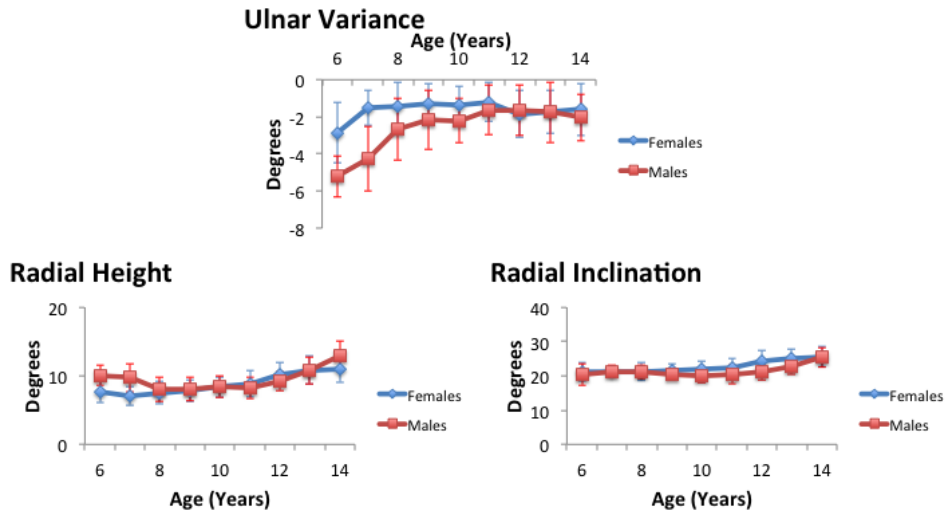 Ulnar Variance
Age (Years)
6 8 10 12 14
0
-2
-4
-6
-8
Degrees
Females
Males
Radial Height
20
10
0
Degrees
6 8 10 12 14
Age (Years)
Females
Males
Radial Inclination
40
30
20
10
0
Degrees
6 8 10 12 14
Age (Years)
Females
Males